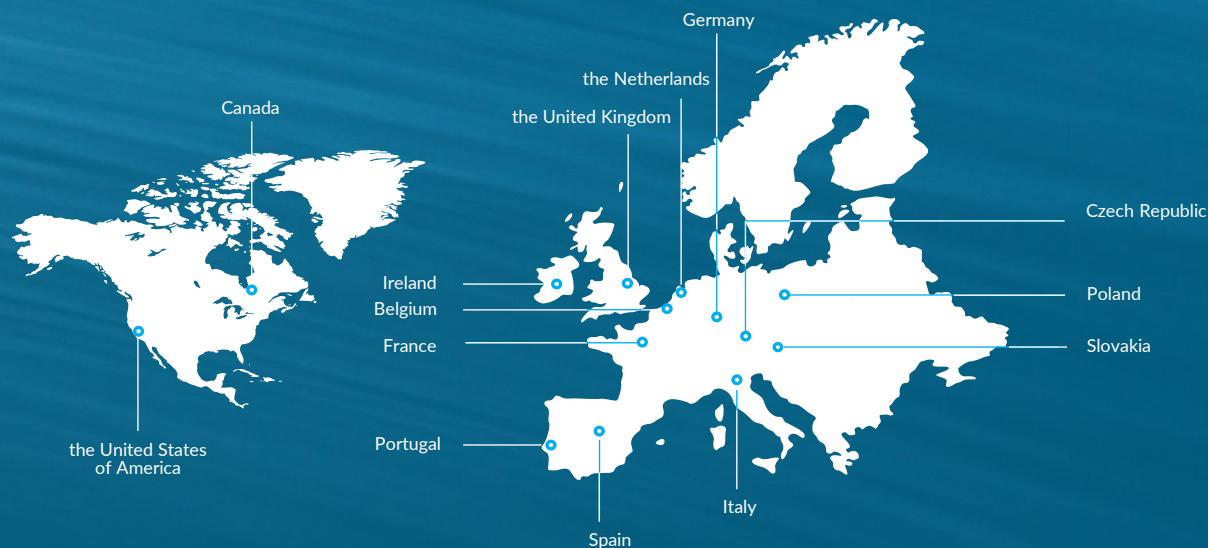 Germany
the Netherlands
Canada
the United Kingdom
Czech Republic
Ireland
Poland
Belgium
France
Slovakia
Portugal
the United States
of America
Italy
Spain